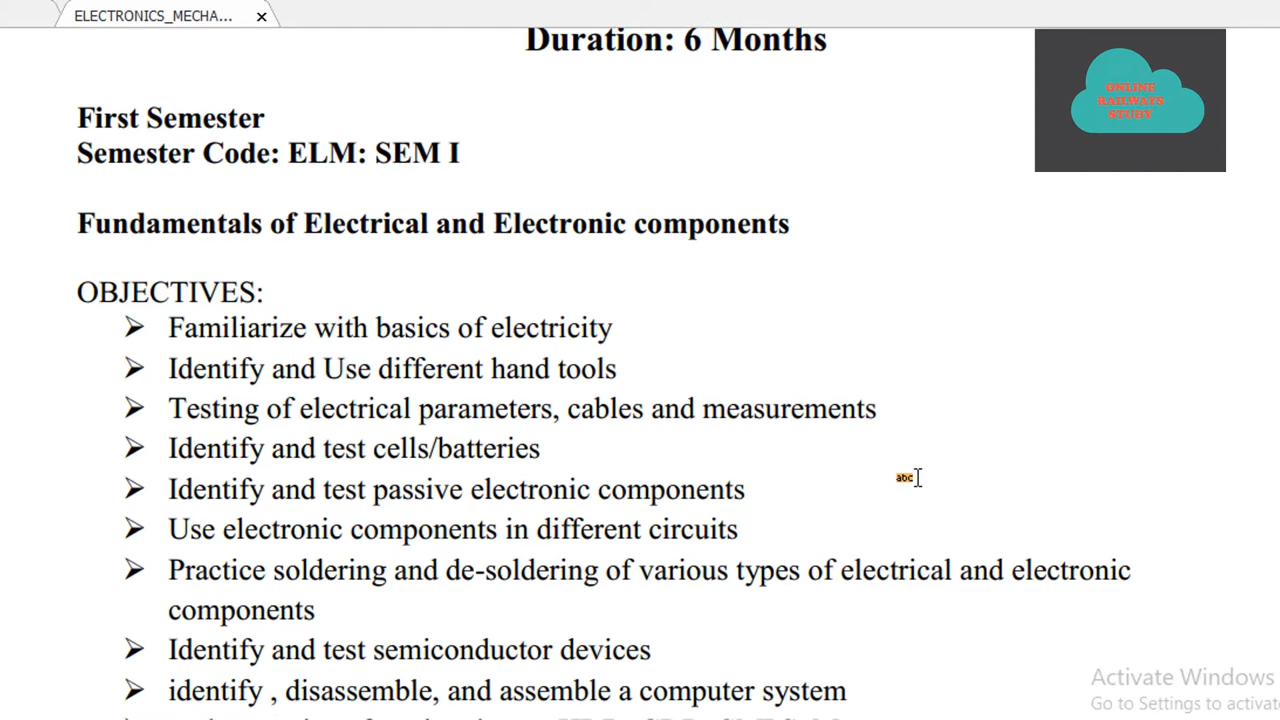 ELECTRONICS_MECHA...
Duration: 6 Months
ONLINE
RAILWAYS
STUDY
First Semester
Semester Code: ELM: SEM I
Fundamentals of Electrical and Electronic components
OBJECTIVES:
➢ Familiarize with basics of electricity
➢ Identify and Use different hand tools
➢ Testing of electrical parameters, cables and measurements
➢ Identify and test cells/batteries
abc
➢ Identify and test passive electronic components
➢ Use electronic components in different circuits
➢ Practice soldering and de-soldering of various types of electrical and electronic
components
➢ Identify and test semiconductor devices
➢ identify , disassemble, and assemble a computer system
Activate Windows
Go to Settings to activat